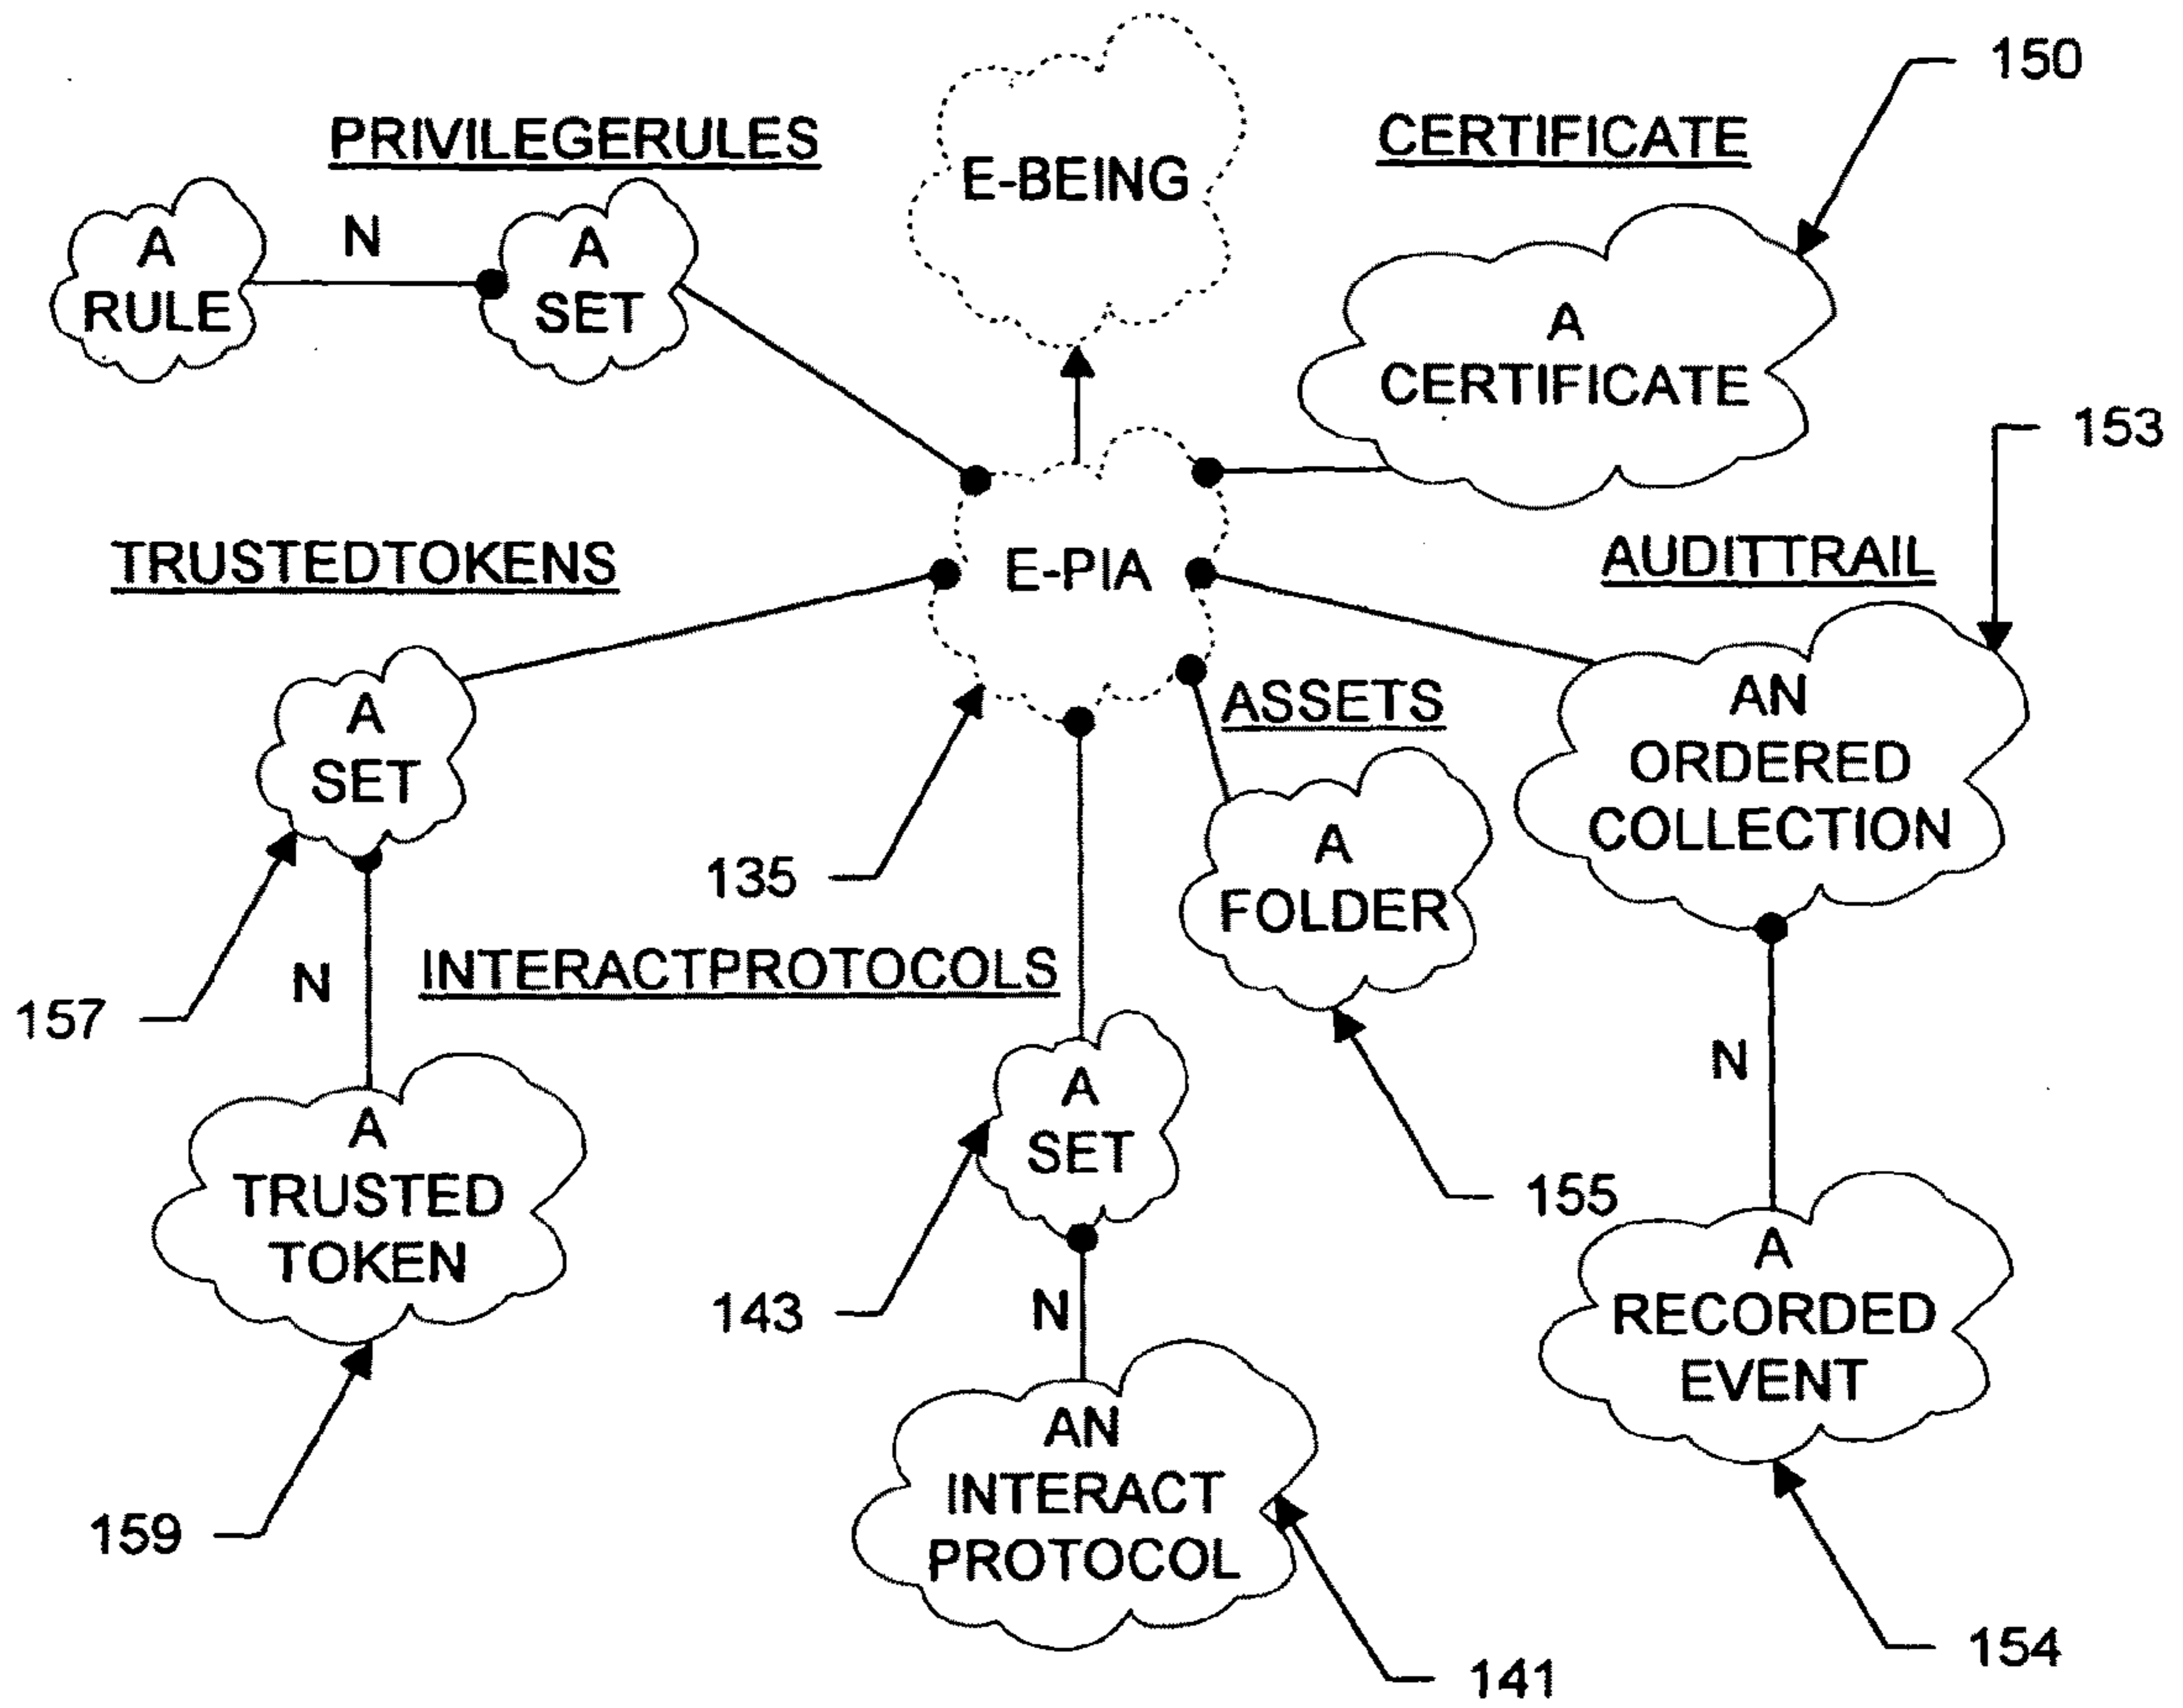 150
PRIVILEGERULES
CERTIFICATE
E-BEING
A
RULE
N
A
SET
A
CERTIFICATE
153
TRUSTEDTOKENS
E-PIA
AUDITTRAIL
A
SET
ASSETS
AN
ORDERED
COLLECTION
135
A
FOLDER
157
N
INTERACTPROTOCOLS
N
A
SET
A
TRUSTED
TOKEN
155
143
N
A
RECORDED
EVENT
159
AN
INTERACT
PROTOCOL
154
141